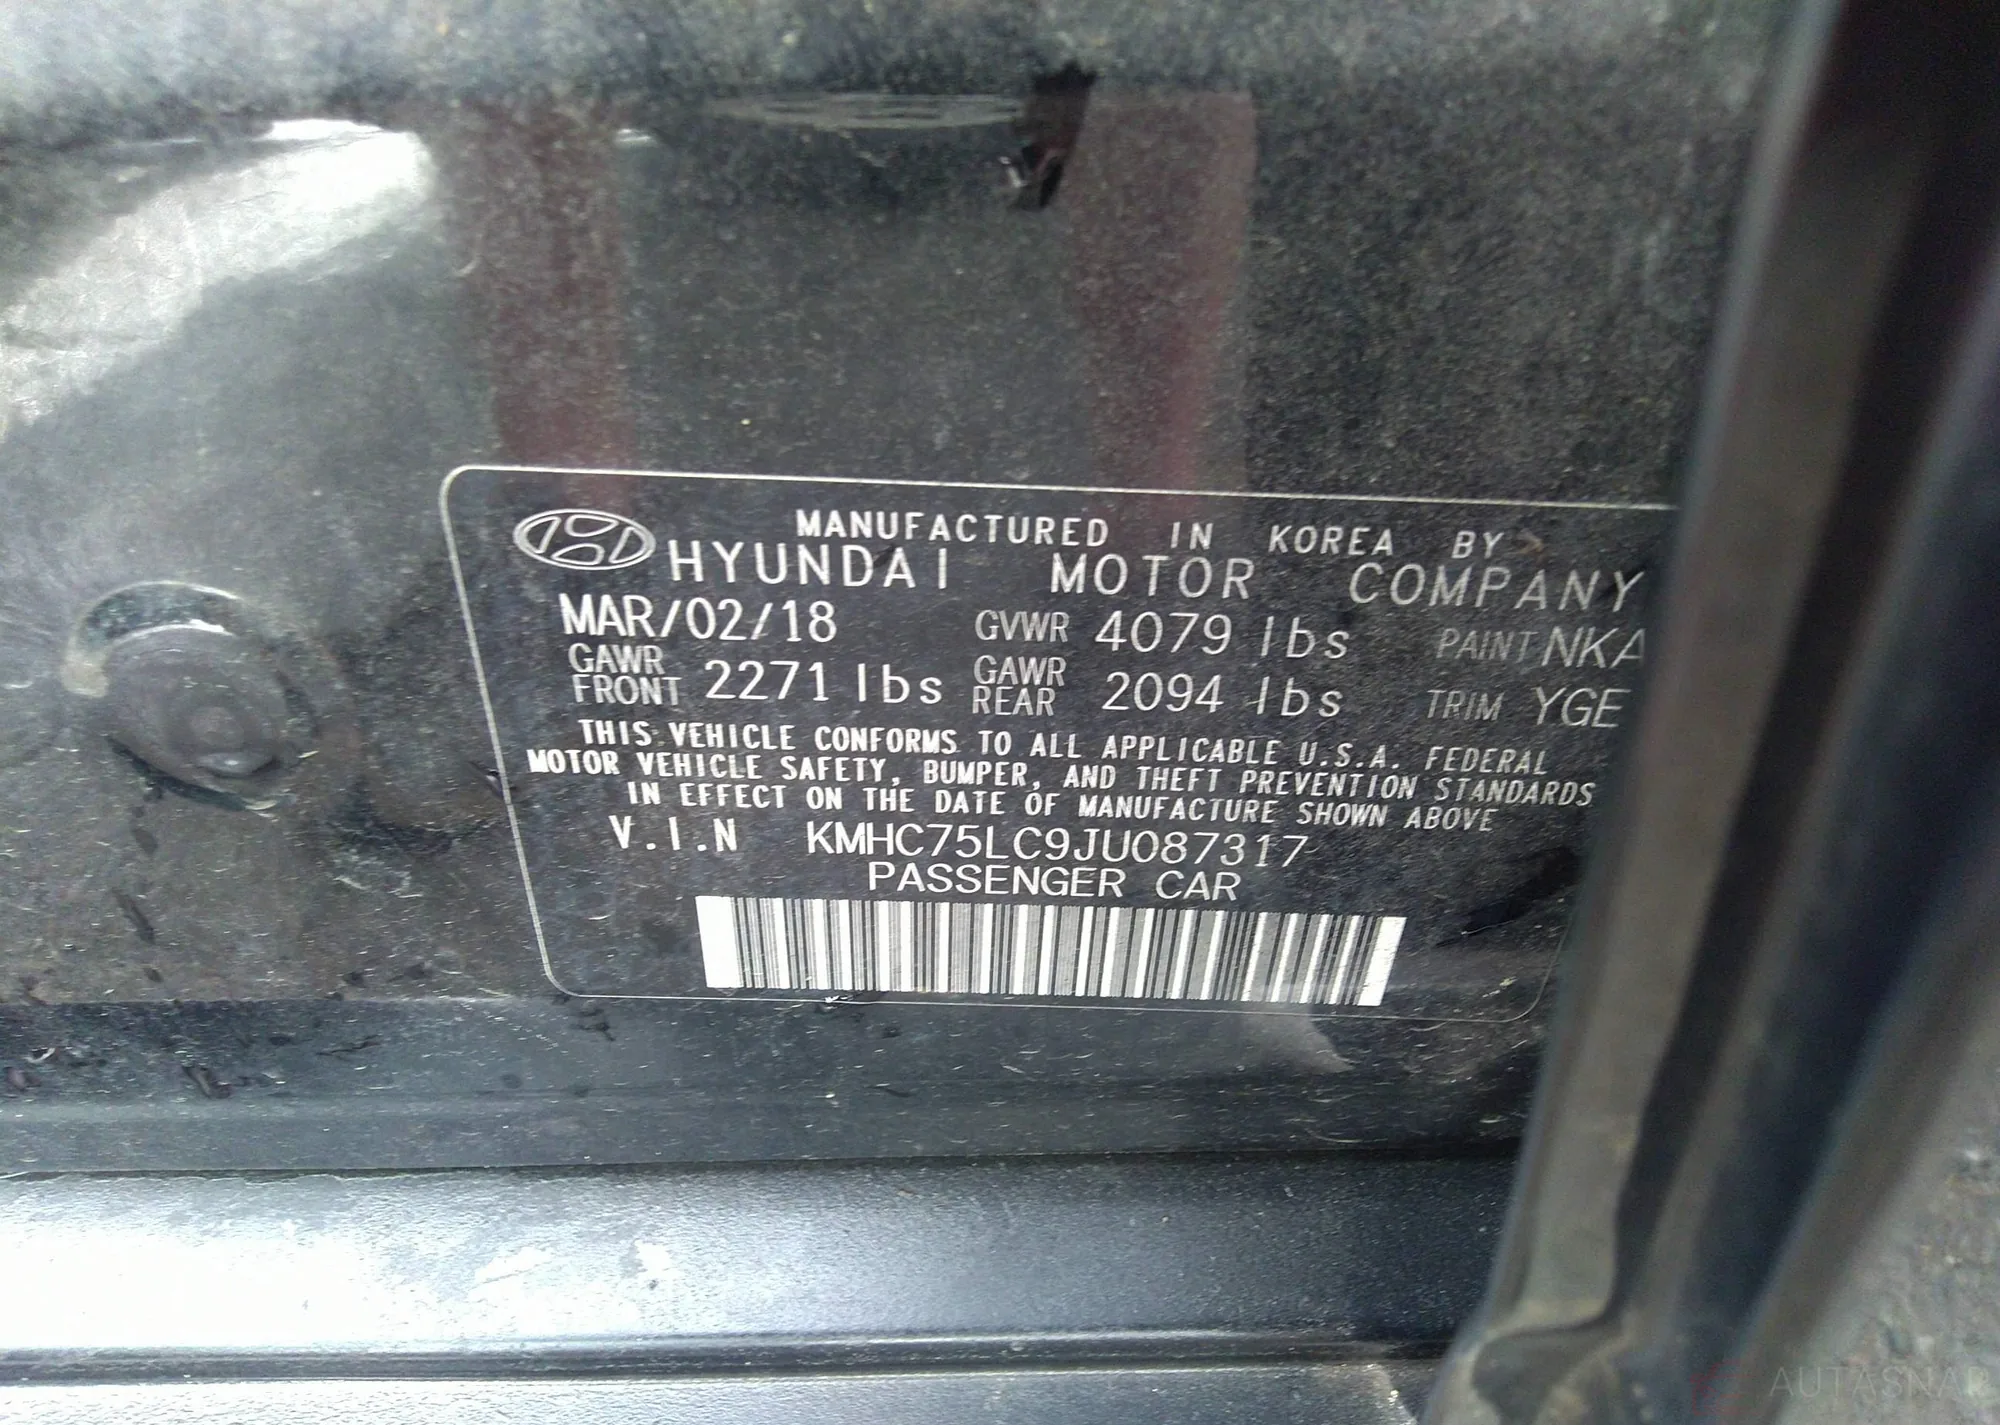 MANUFACTURED IN KOREA BY
HYUNDAI MOTOR COMPANY
MAR/02/18 GVWR 4079 lbs PAINT NKA
GAWR FRONT 2271 lbs GAWR REAR 2094 lbs TRIM YGE
THIS VEHICLE CONFORMS TO ALL APPLICABLE U.S.A. FEDERAL
MOTOR VEHICLE SAFETY, BUMPER, AND THEFT PREVENTION STANDARDS
IN EFFECT ON THE DATE OF MANUFACTURE SHOWN ABOVE
V.I.N KMHC75LC9JU087317
PASSENGER CAR